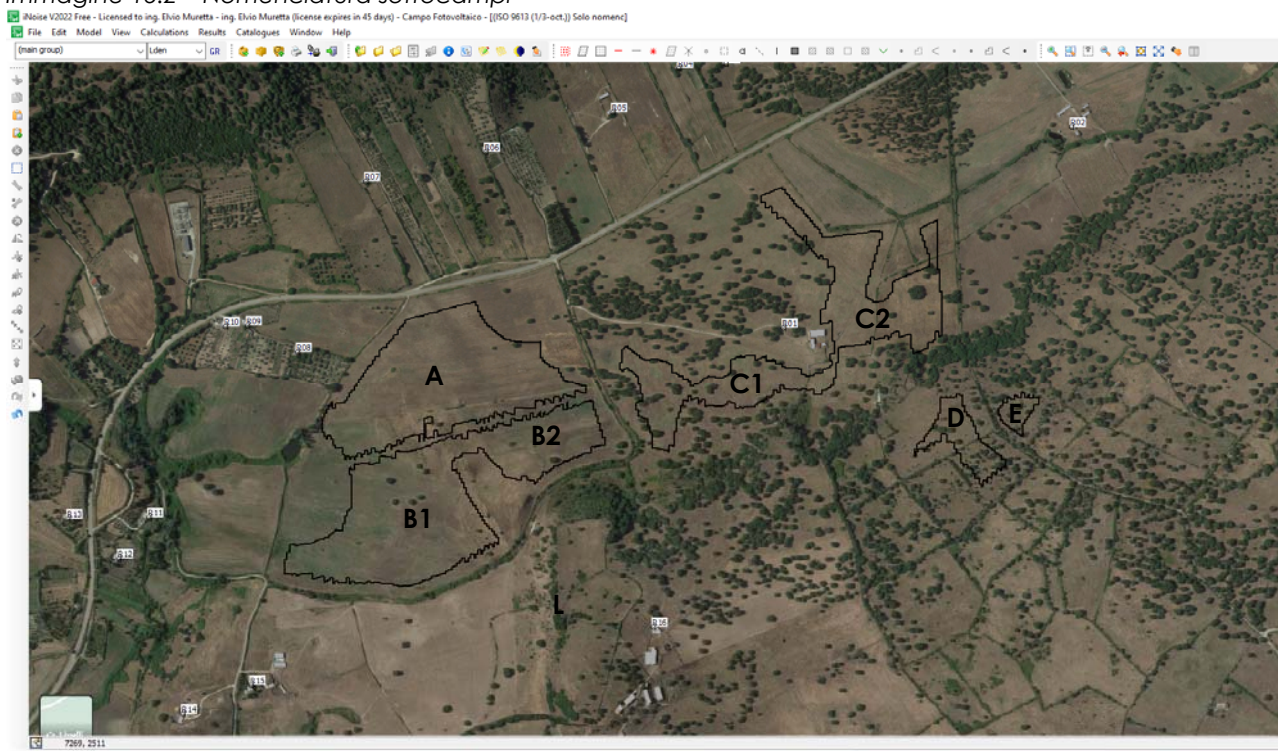 Immagine 10.2 – Nomenclatura sottocampi
iNoise V2022 Free - Licensed to ing. Elvio Muretta - ing. Elvio Muretta (license expires in 45 days) - Campo Fotovoltaico - [(ISO 9613 (1/3-oct.)) Solo nomenc]
File Edit Model View Calculations Results Catalogues Window Help
(main group) Lden GR
R04
R05
R02
R06
R07
R10 R09
R01
C2
R08
A
C1
D E
B2
R13 R11
B1
R12
L
R16
R15
R14
7269, 2511